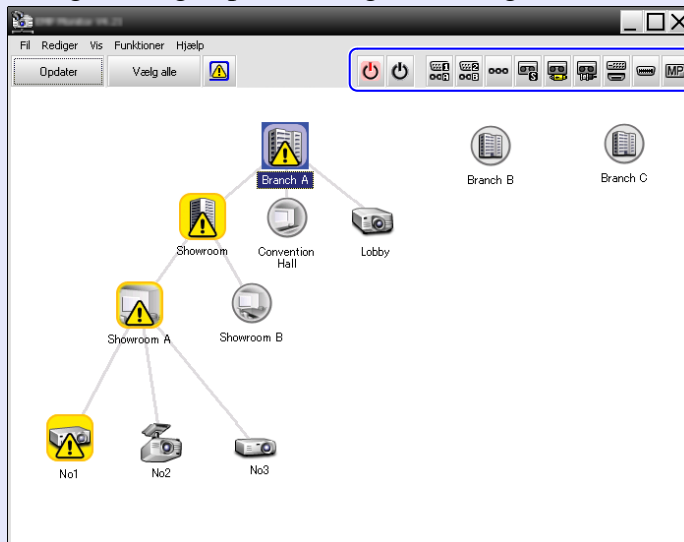 Fil Rediger Vis Funktioner Hjælp
Opdater Vælg alle
MP
Branch A
Branch B
Branch C
Showroom
Convention
Hall
Lobby
Showroom A
Showroom B
No1
No2
No3